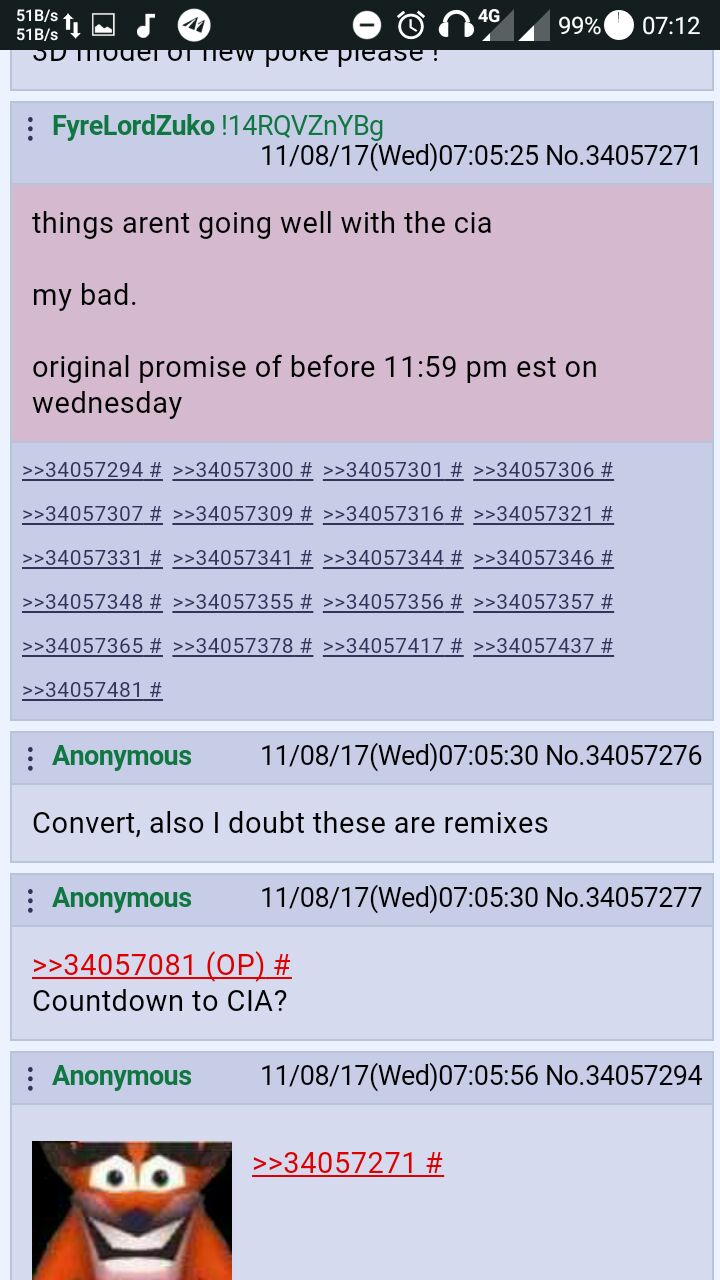 51B/s
51B/s
4G 99% 07:12
3D model of new poke please !
FyreLordZuko !14RQVZnYBg
11/08/17(Wed)07:05:25 No.34057271
things arent going well with the cia
my bad.
original promise of before 11:59 pm est on
wednesday
>>34057294 # >>34057300 # >>34057301 # >>34057306 #
>>34057307 # >>34057309 # >>34057316 # >>34057321 #
>>34057331 # >>34057341 # >>34057344 # >>34057346 #
>>34057348 # >>34057355 # >>34057356 # >>34057357 #
>>34057365 # >>34057378 # >>34057417 # >>34057437 #
>>34057481 #
Anonymous 11/08/17(Wed)07:05:30 No.34057276
Convert, also I doubt these are remixes
Anonymous 11/08/17(Wed)07:05:30 No.34057277
>>34057081 (OP) #
Countdown to CIA?
Anonymous 11/08/17(Wed)07:05:56 No.34057294
>>34057271 #